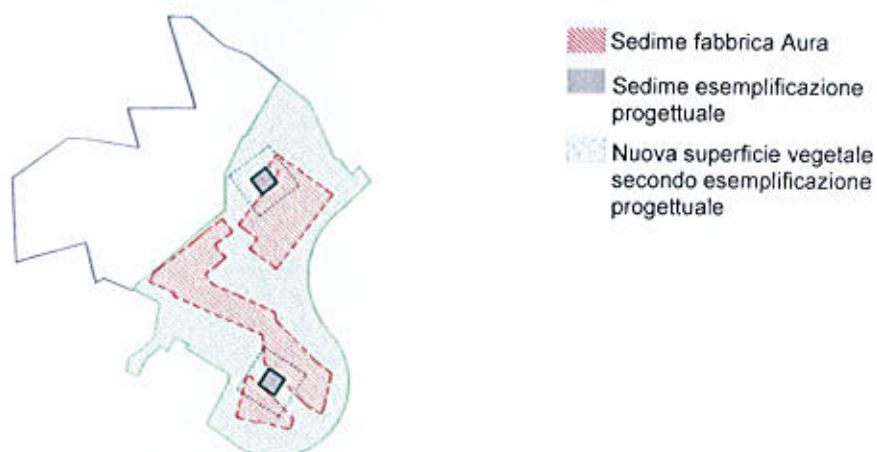 Sedime fabbrica Aura
Sedime esemplificazione
progettuale
Nuova superficie vegetale
secondo esemplificazione
progettuale